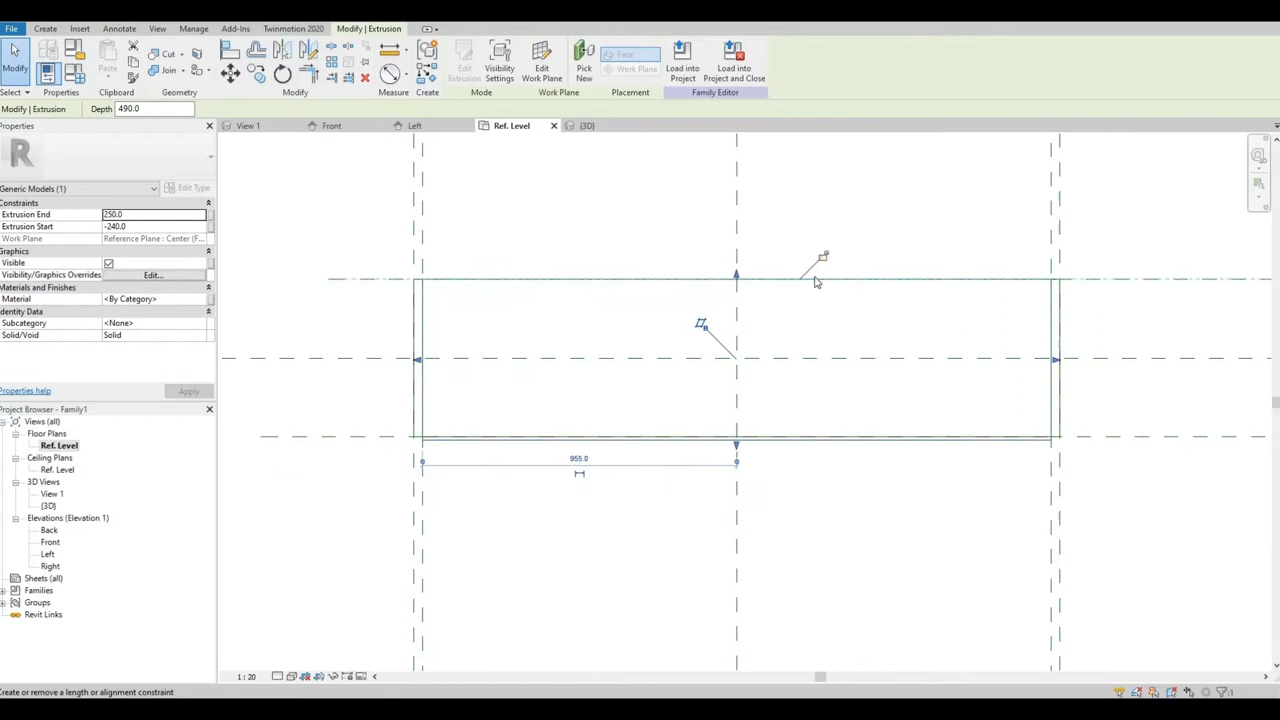 File Create Insert Annotate View Manage Add-Ins Twinmotion 2020 Modify | Extrusion
Modify Paste Cut Join Edit Extrusion Visibility Settings Edit Work Plane Pick New Face Work Plane Load into Project Load into Project and Close
Select Properties Clipboard Geometry Modify Measure Create Mode Work Plane Placement Family Editor
Modify | Extrusion Depth 490.0
Properties
View 1 Front Left Ref. Level {3D}
R
Generic Models (1) Edit Type
Constraints
Extrusion End 250.0
Extrusion Start -240.0
Work Plane Reference Plane : Center (F...
Graphics
Visible
Visibility/Graphics Overrides Edit...
Materials and Finishes
Material <By Category>
Identity Data
Subcategory <None>
Solid/Void Solid
Properties help Apply
Project Browser - Family1
Views (all)
Floor Plans
Ref. Level
Ceiling Plans
Ref. Level
3D Views
View 1
{3D}
Elevations (Elevation 1)
Back
Front
Left
Right
Sheets (all)
Families
Groups
Revit Links
955.0
1 : 20
Create or remove a length or alignment constraint
:1